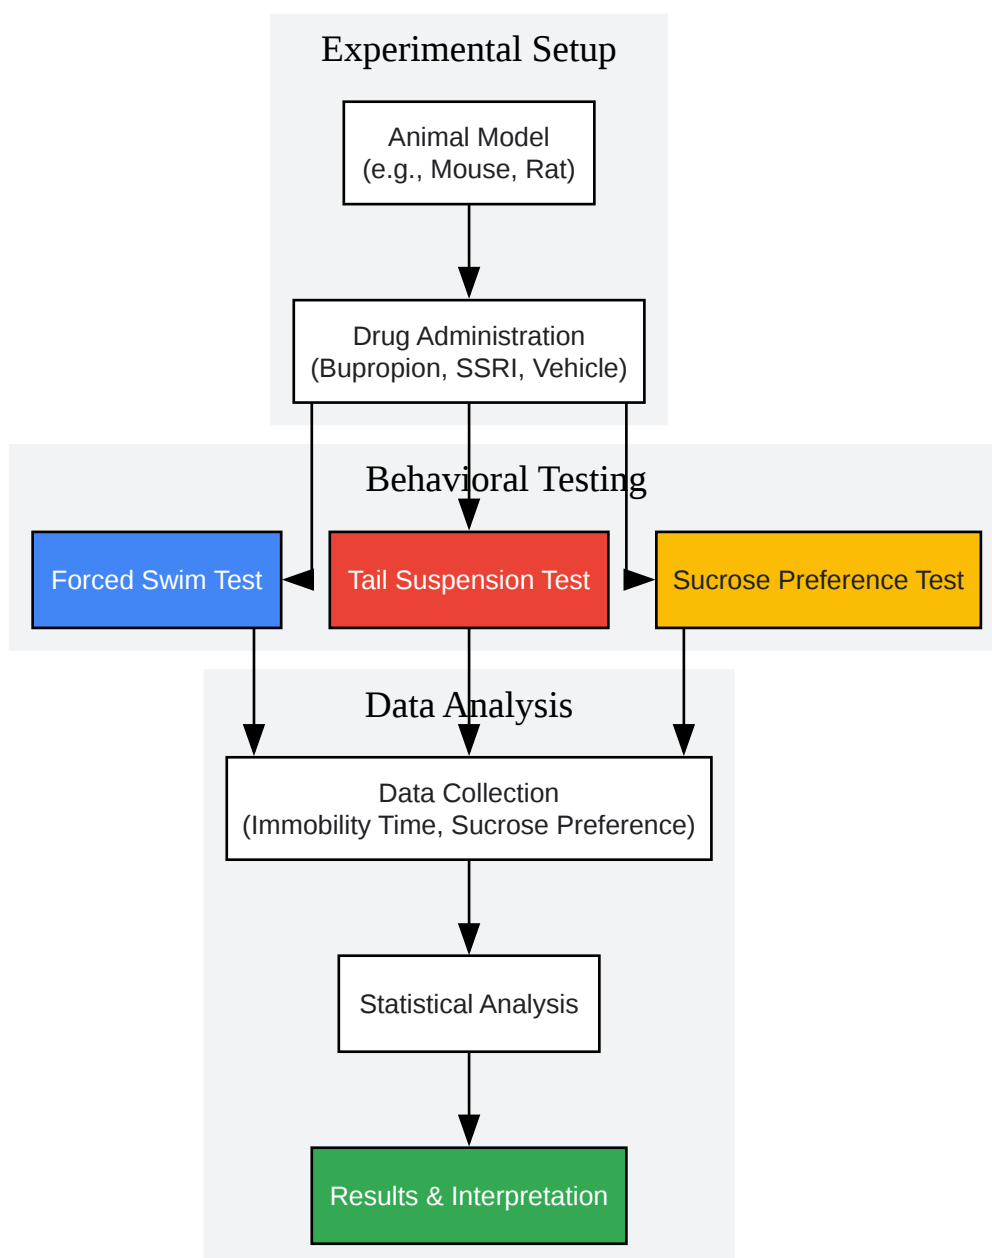 Experimental Setup
Animal Model
(e.g., Mouse, Rat)
Drug Administration
(Bupropion, SSRI, Vehicle)
Behavioral Testing
Forced Swim Test
Tail Suspension Test
Sucrose Preference Test
Data Analysis
Data Collection
(Immobility Time, Sucrose Preference)
Statistical Analysis
Results & Interpretation